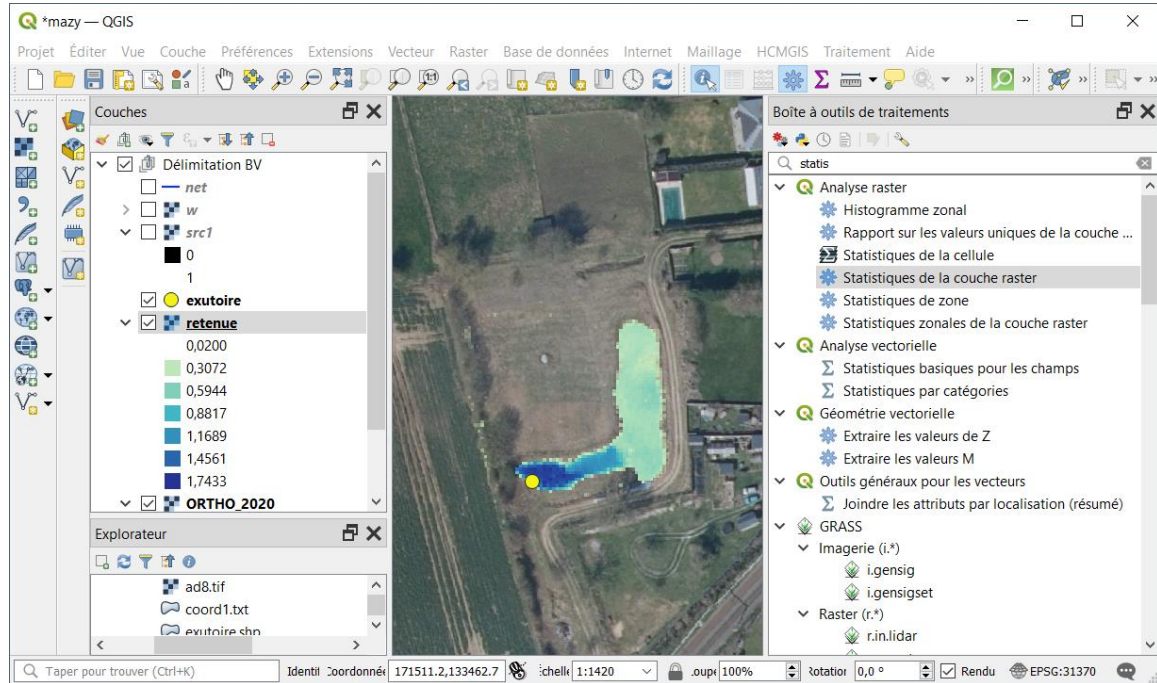 *mazy — QGIS
Projet Éditer Vue Couche Préférences Extensions Vecteur Raster Base de données Internet Maillage HCMGIS Traitement Aide
Couches
Délimitation BV
net
w
src1
0
1
exutoire
retenue
0,0200
0,3072
0,5944
0,8817
1,1689
1,4561
1,7433
ORTHO_2020
Explorateur
ad8.tif
coord1.txt
exutoire.shp
Boîte à outils de traitements
statis
Analyse raster
Histogramme zonal
Rapport sur les valeurs uniques de la couche ...
Statistiques de la cellule
Statistiques de la couche raster
Statistiques de zone
Statistiques zonales de la couche raster
Analyse vectorielle
Statistiques basiques pour les champs
Statistiques par catégories
Géométrie vectorielle
Extraire les valeurs de Z
Extraire les valeurs M
Outils généraux pour les vecteurs
Joindre les attributs par localisation (résumé)
GRASS
Imagerie (i.*)
i.gensig
i.gensigset
Raster (r.*)
r.in.lidar
Taper pour trouver (Ctrl+K) Identi Coordonné 171511.2,133462.7 :chell 1:1420 .oup 100% Rotation 0,0 ° Rendu EPSG:31370